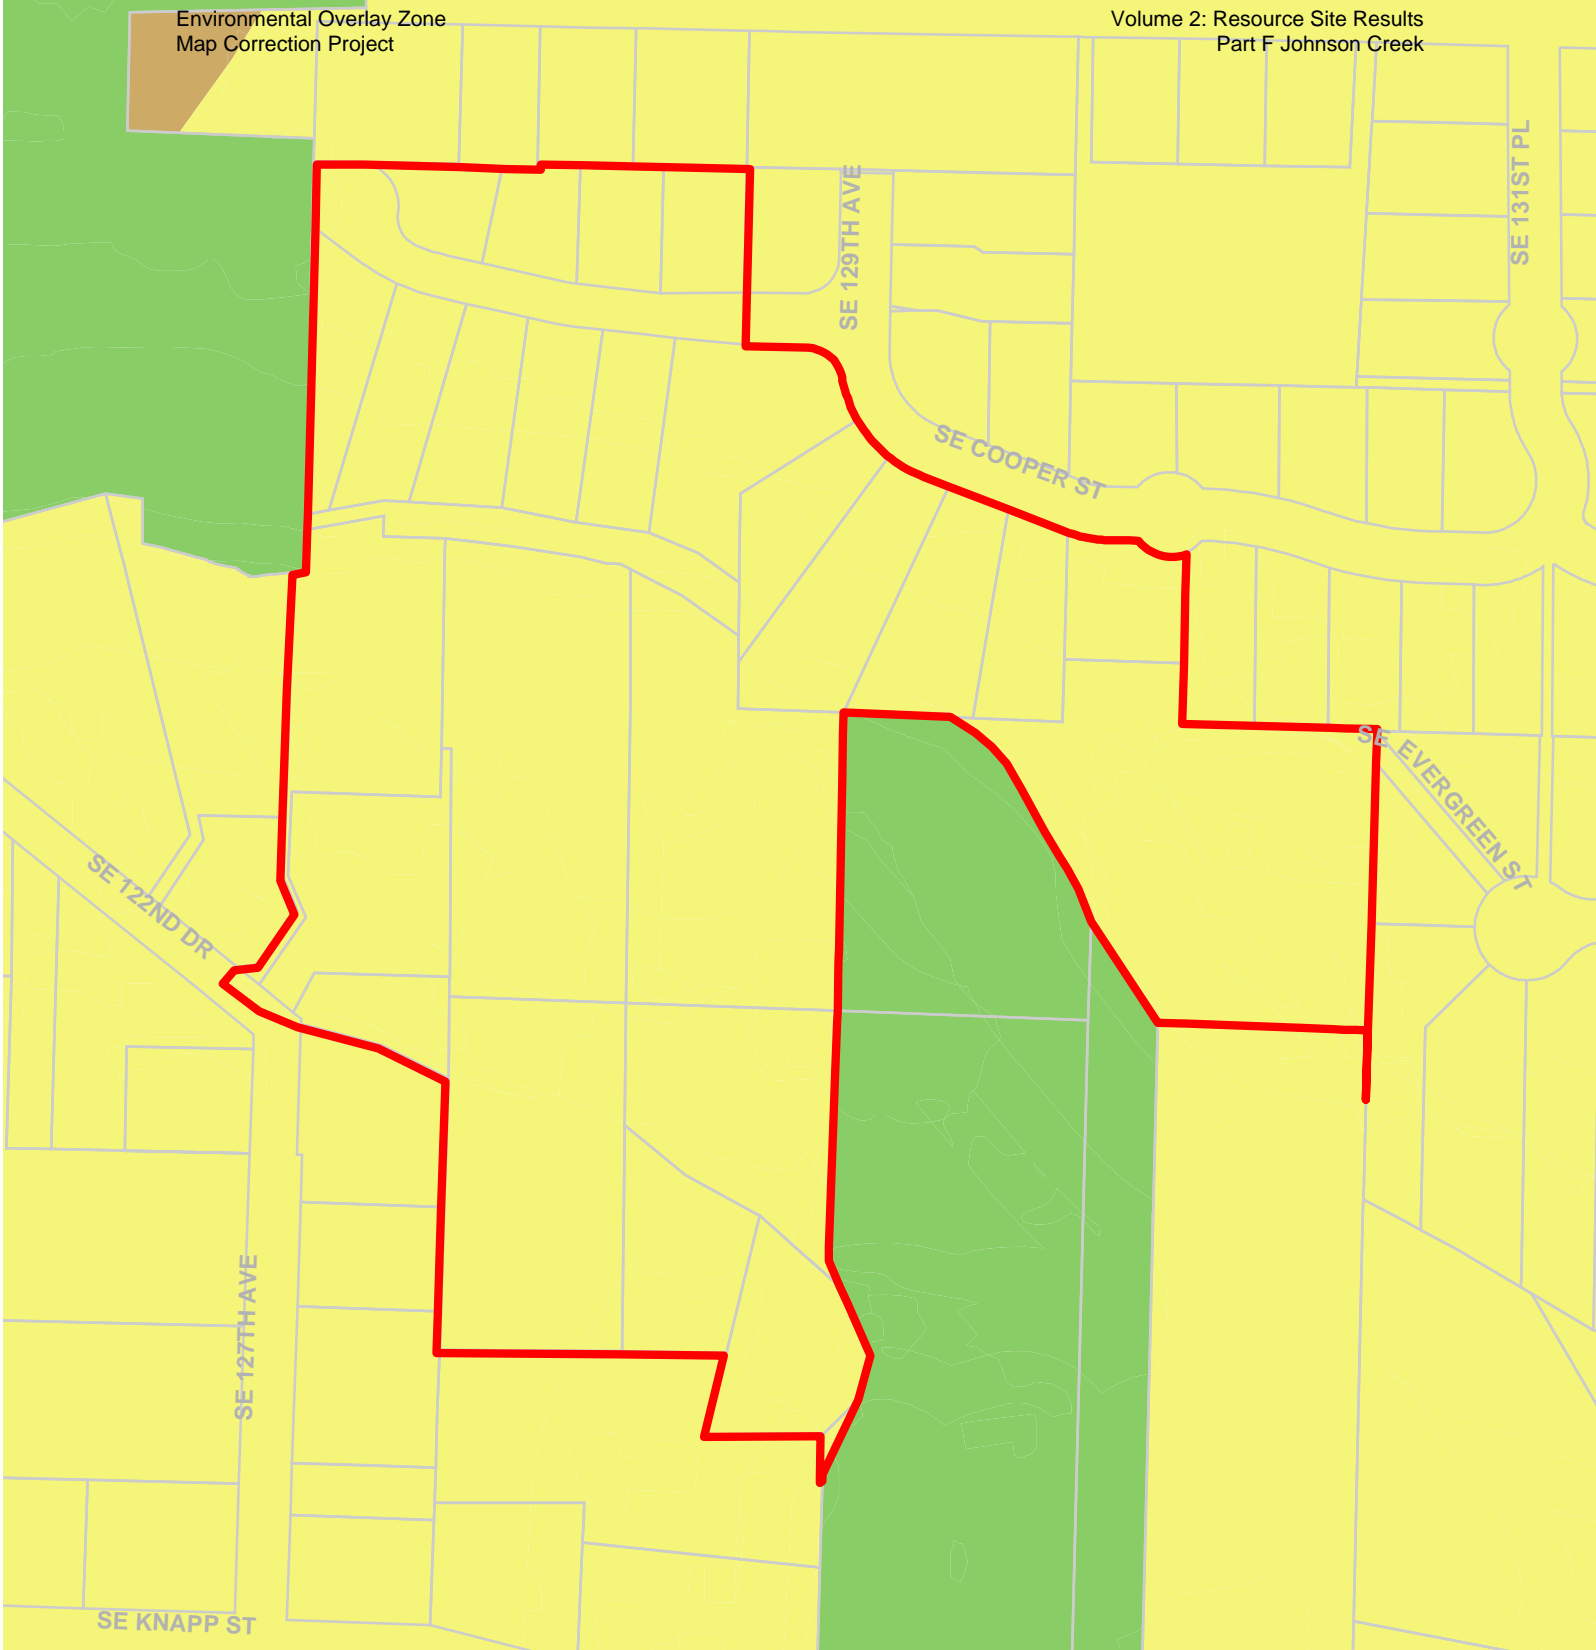 Environmental Overlay Zone
Map Correction Project
Volume 2: Resource Site Results
Part F Johnson Creek
SE 131ST PL
SE 129TH AVE
SE COOPER ST
SE EVERGREEN ST
SE 122ND DR
SE 127TH AVE
SE KNAPP ST